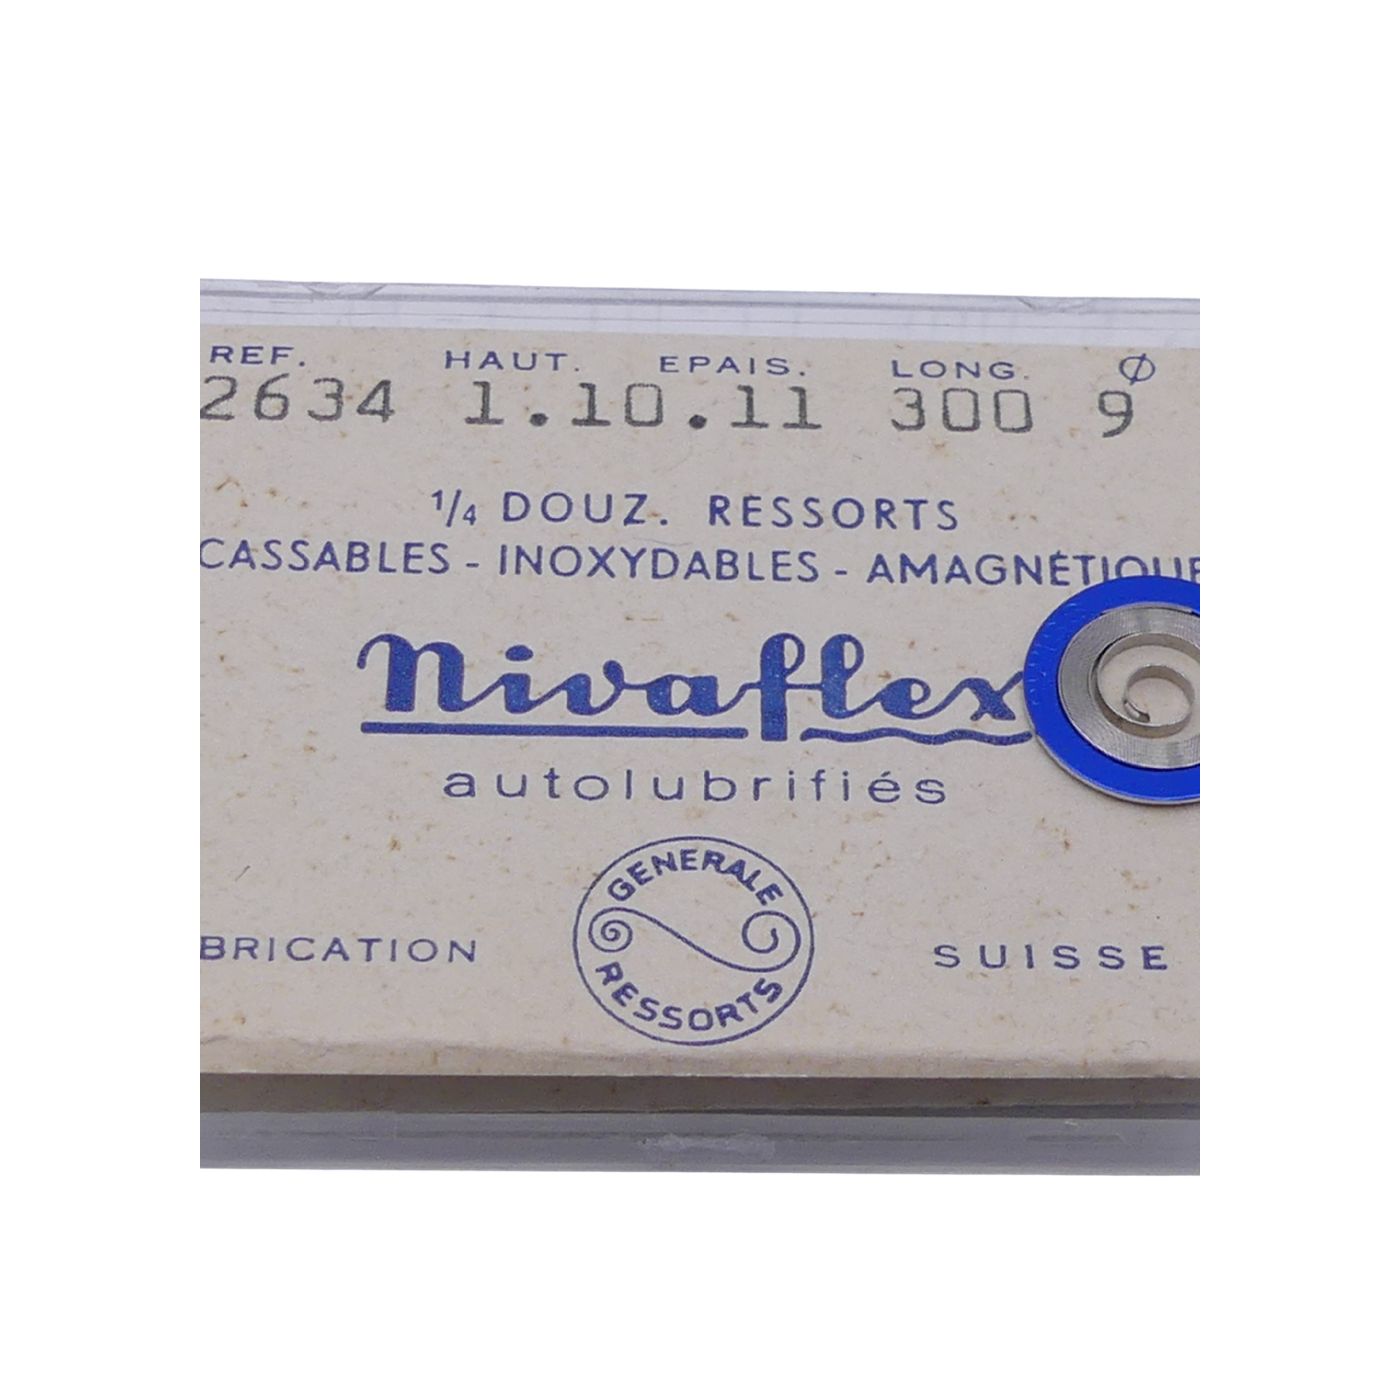 REF. HAUT. EPAIS. LONG. Ø
2634 1.10.11 300 9
1/4 DOUZ. RESSORTS
CASSABLES - INOXYDABLES - AMAGNÉTIQUE
nivaflex
autolubrifiés
GENERALE
RESSORTS
BRICATION SUISSE